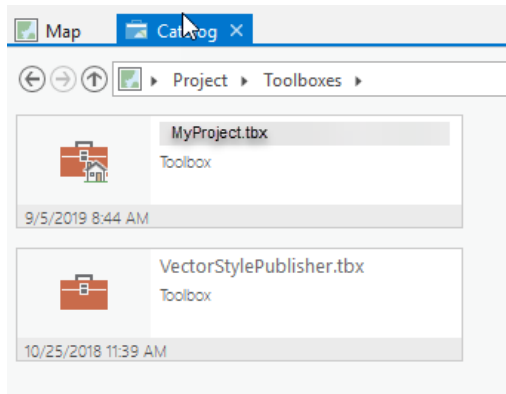 Map
Catalog
Project Toolboxes
MyProject.tbx
Toolbox
9/5/2019 8:44 AM
VectorStylePublisher.tbx
Toolbox
10/25/2018 11:39 AM